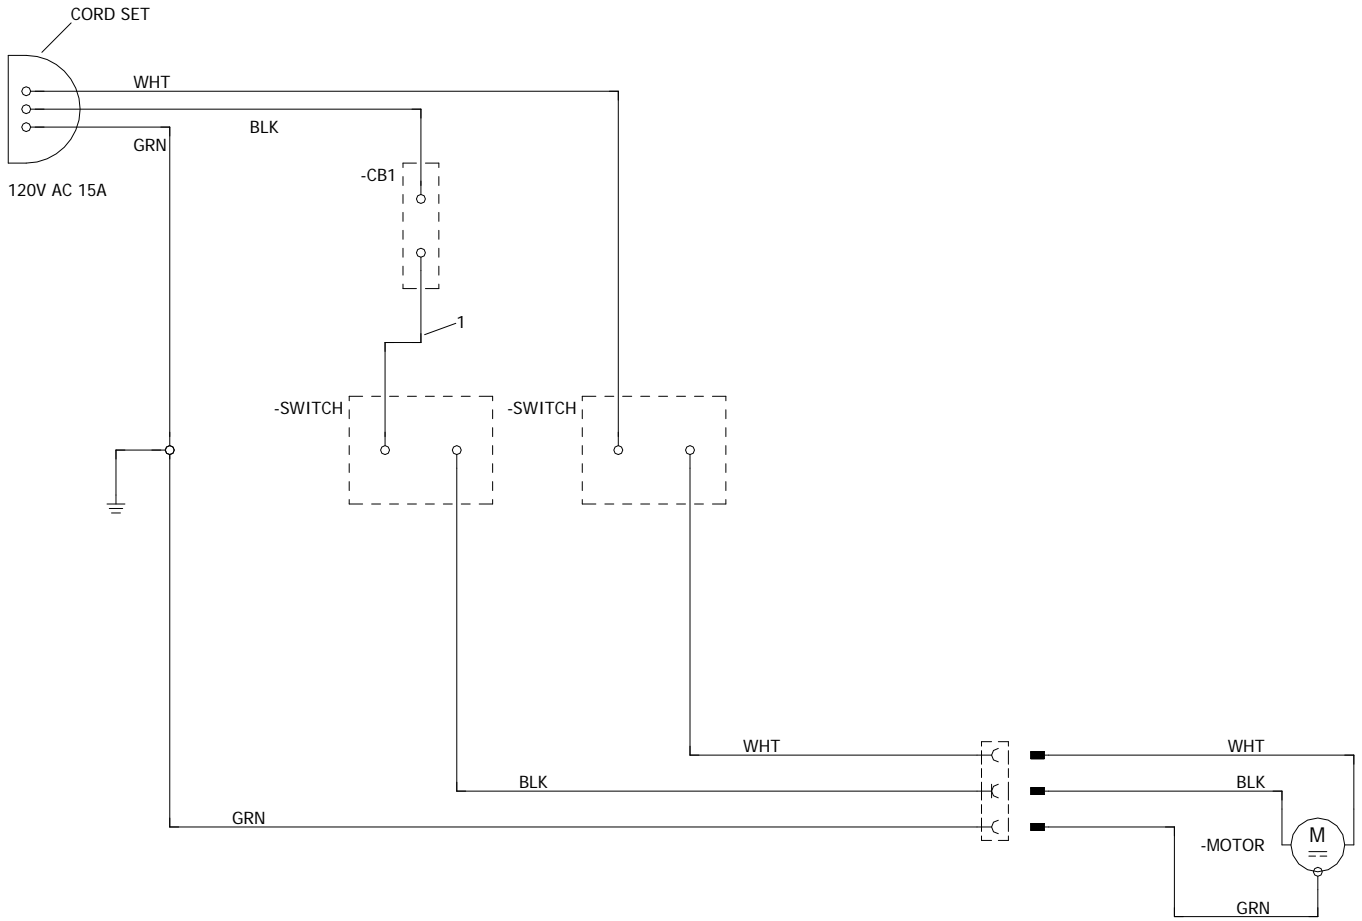 CORD SET
WHT
BLK
GRN
120V AC 15A
-CB1
1
-SWITCH
-SWITCH
WHT
WHT
BLK
BLK
GRN
M
-MOTOR
GRN